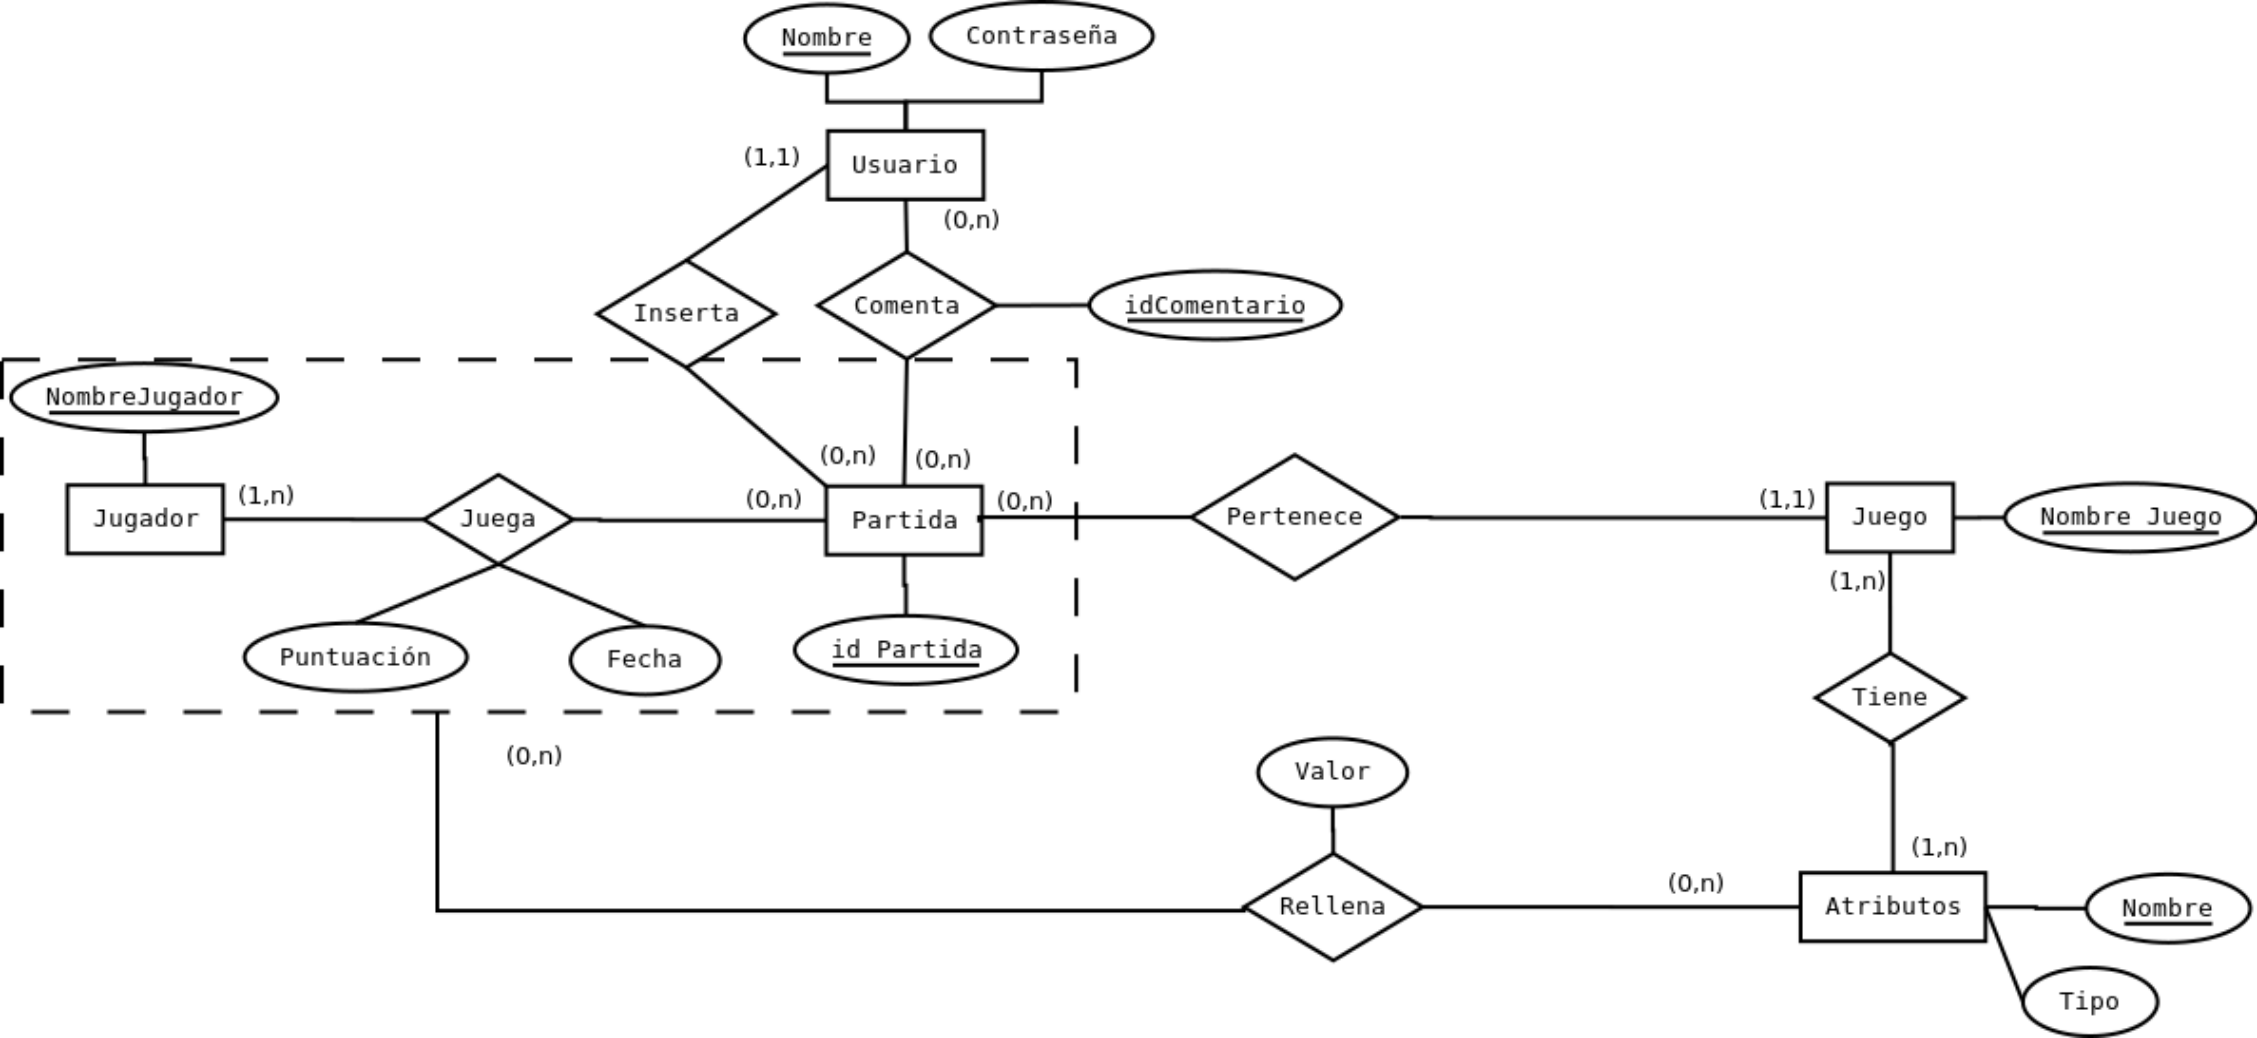 Nombre
Contraseña
(1,1)
Usuario
(0,n)
Inserta
Comenta
idComentario
NombreJugador
(0,n)
(0,n)
Jugador
(1,n)
Juega
(0,n)
Partida
(0,n)
Pertenece
(1,1)
Juego
Nombre Juego
(1,n)
Puntuación
Fecha
id Partida
Tiene
(0,n)
Valor
(1,n)
Rellena
(0,n)
Atributos
Nombre
Tipo